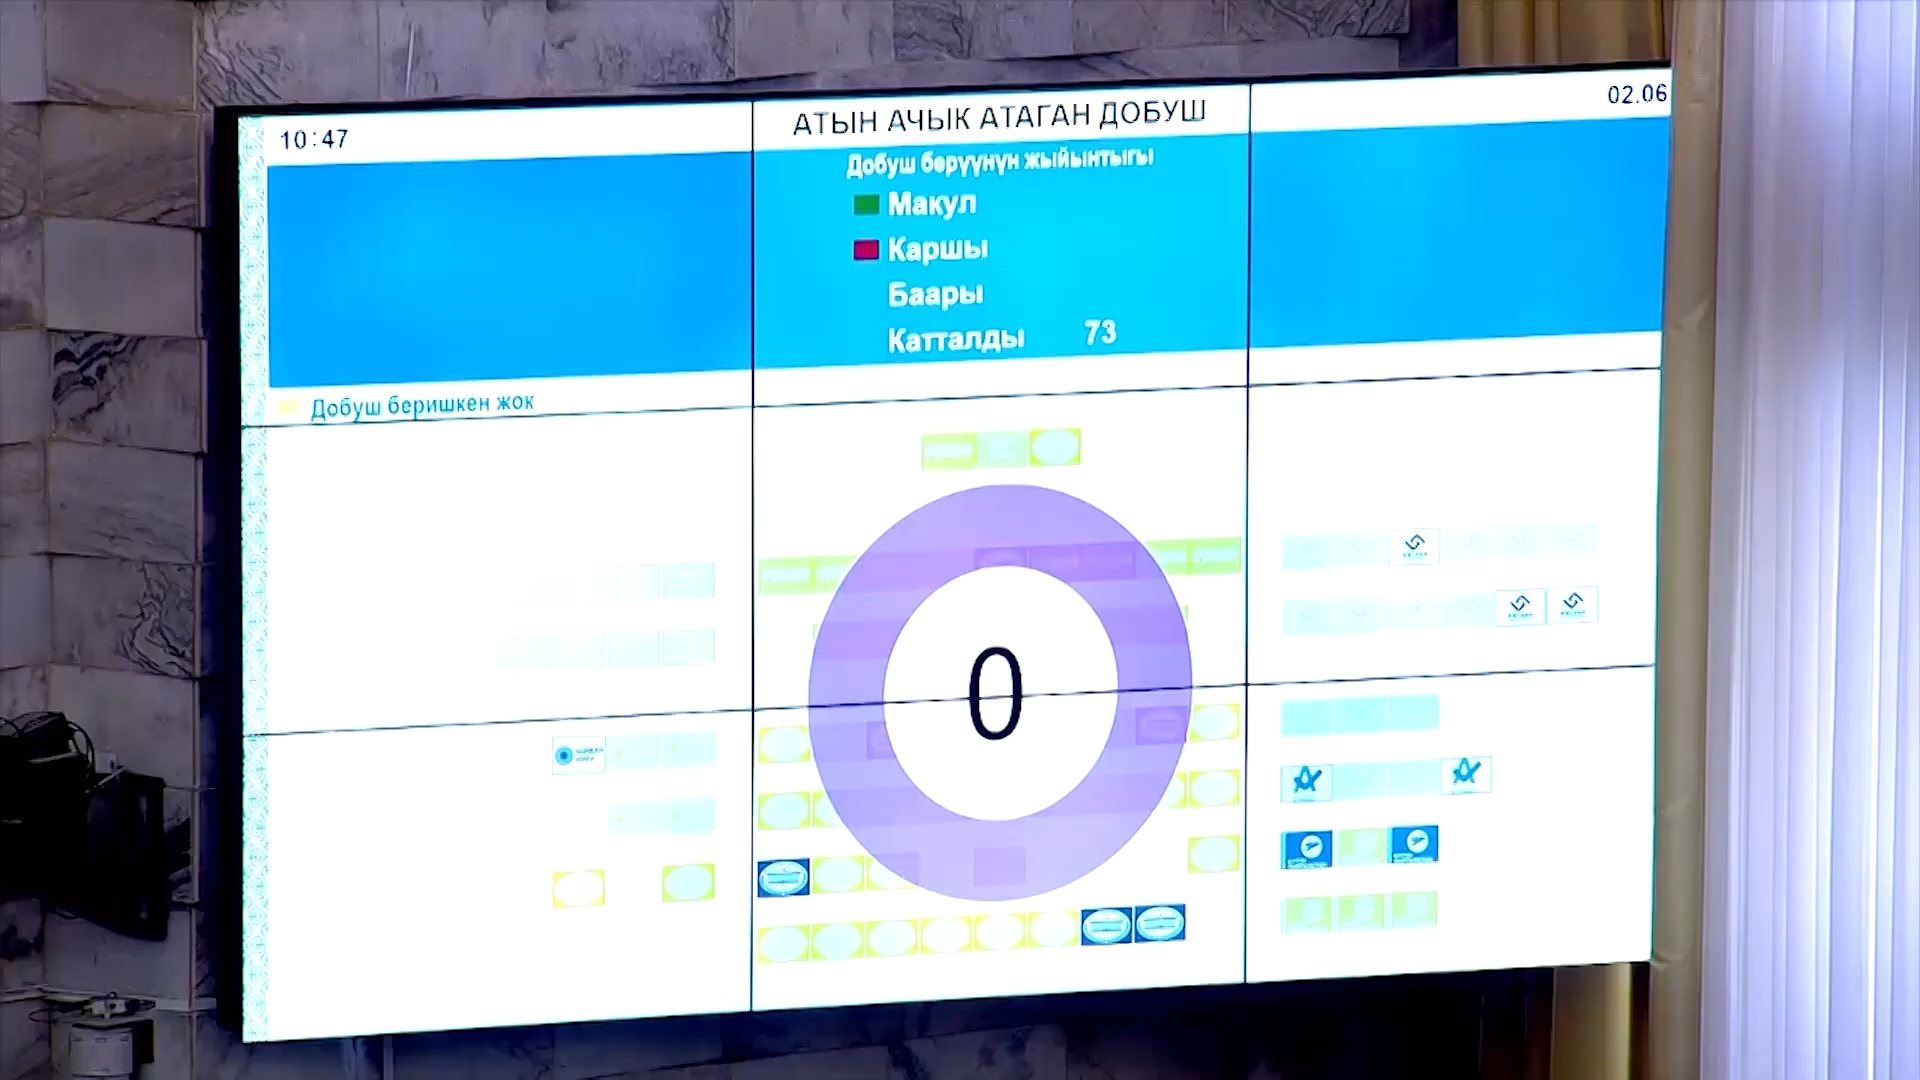 10:47
АТЫН АЧЫК АТАГАН ДОБУШ
02.06
Добуш берүүнүн жыйынтыгы
Макул
Каршы
Баары
Катталды 73
Добуш беришкен жок
0